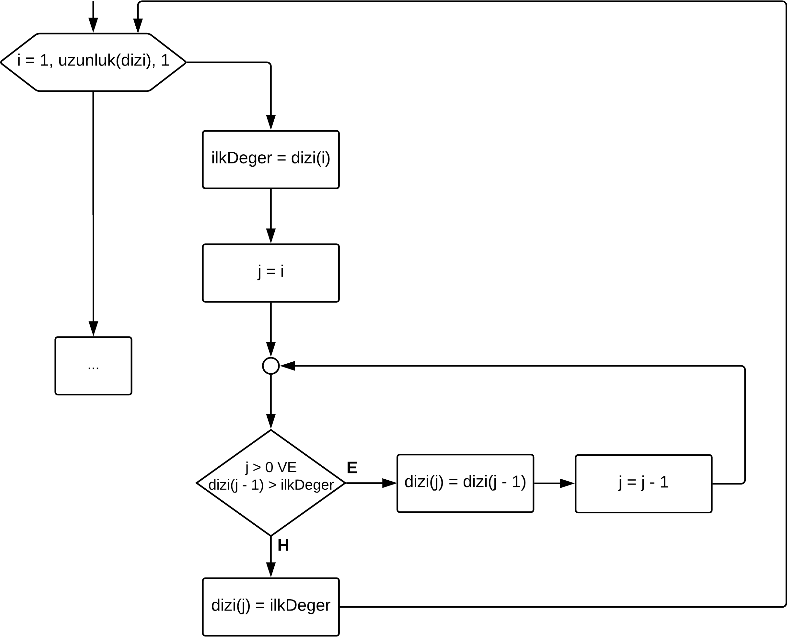 i = 1, uzunluk(dizi), 1
ilkDeger = dizi(i)
j = i
...
j > 0 VE
dizi(j - 1) > ilkDeger
E
dizi(j) = dizi(j - 1)
j = j - 1
H
dizi(j) = ilkDeger